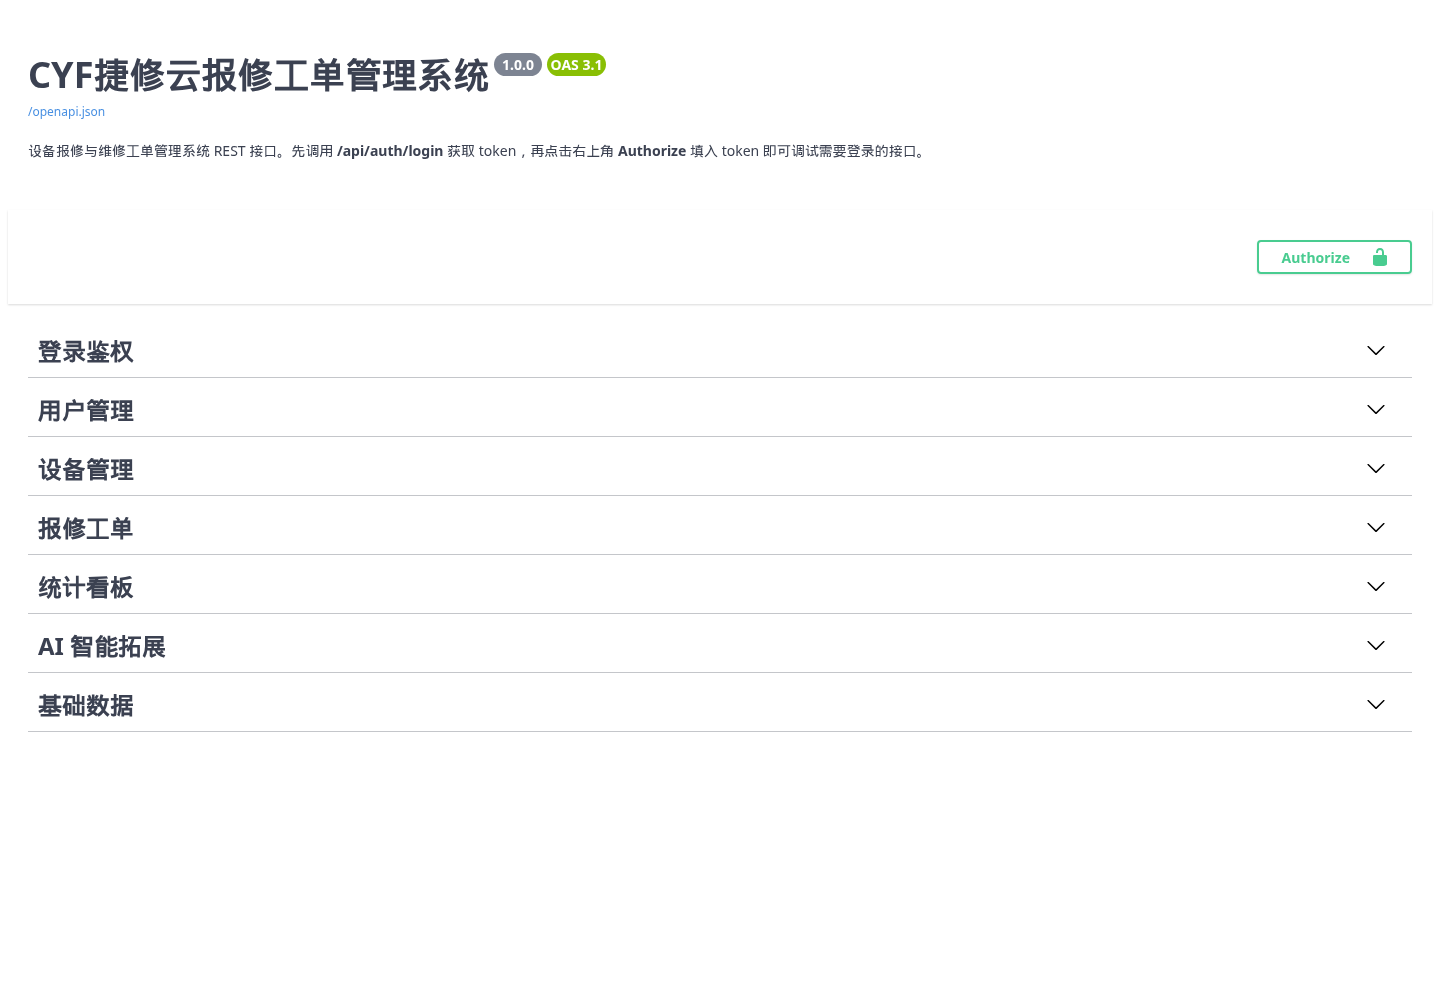 CYF捷修云报修工单管理系统 1.0.0 OAS 3.1
/openapi.json
设备报修与维修工单管理系统 REST 接口。先调用 /api/auth/login 获取 token，再点击右上角 Authorize 填入 token 即可调试需要登录的接口。
Authorize
登录鉴权
用户管理
设备管理
报修工单
统计看板
AI 智能拓展
基础数据